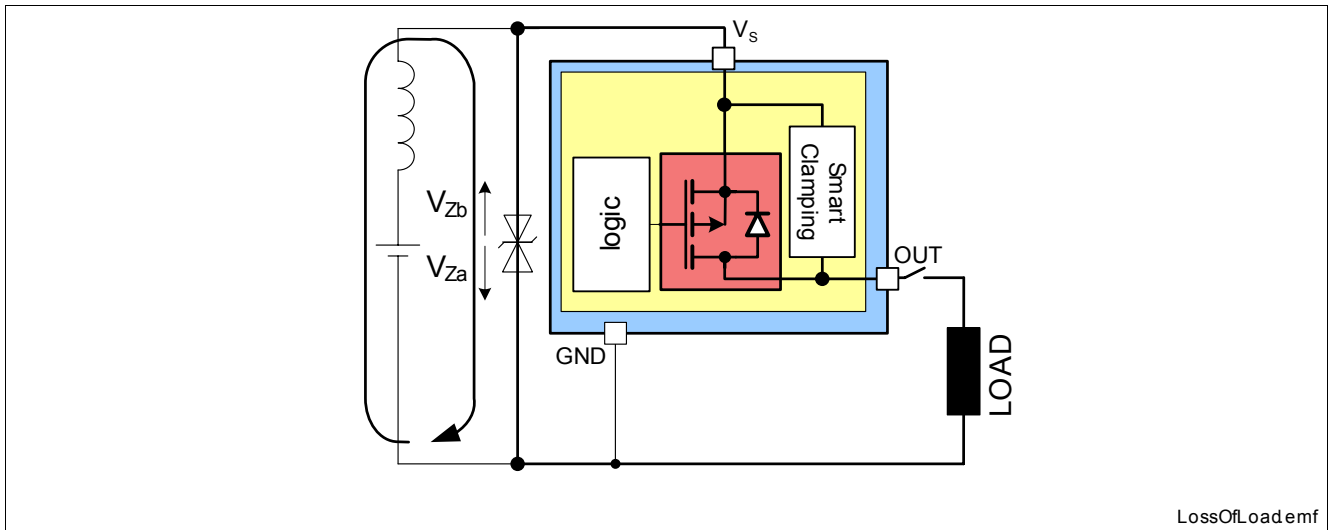 VS
VZb
VZa
logic
Smart
Clamping
OUT
GND
LOAD
LossOfLoad.emf